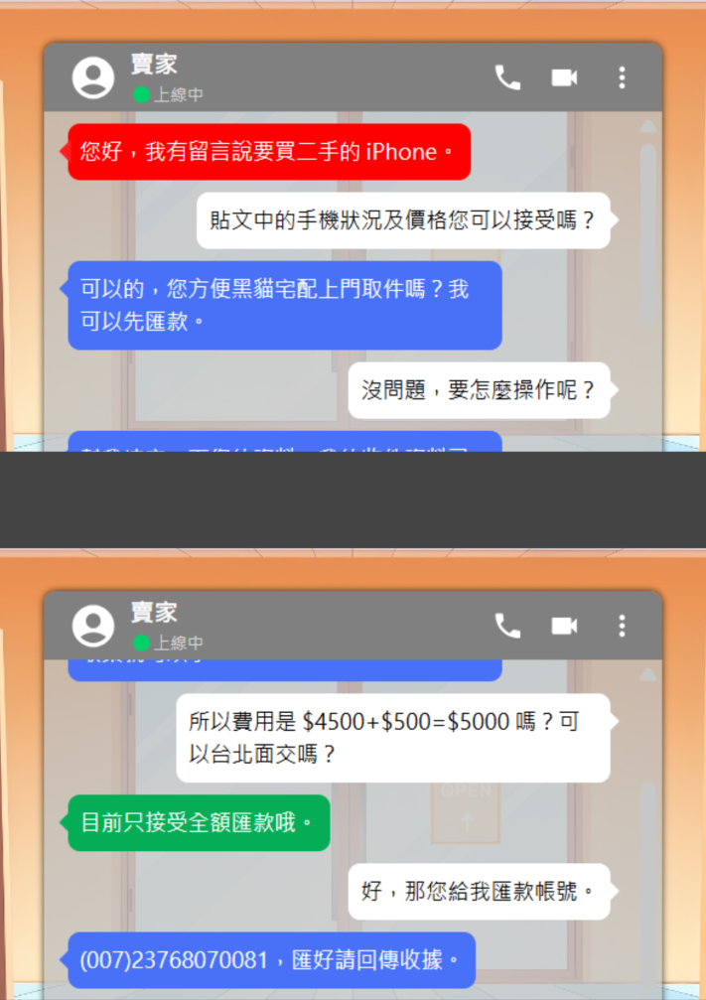 賣家
上線中
您好，我有留言說要買二手的 iPhone。
貼文中的手機狀況及價格您可以接受嗎？
可以的，您方便黑貓宅配上門取件嗎？我
可以先匯款。
沒問題，要怎麼操作呢？
賣家
上線中
所以費用是 $4500+$500=$5000 嗎？可
以台北面交嗎？
OPEN
目前只接受全額匯款哦。
好，那您給我匯款帳號。
(007)23768070081，匯好請回傳收據。